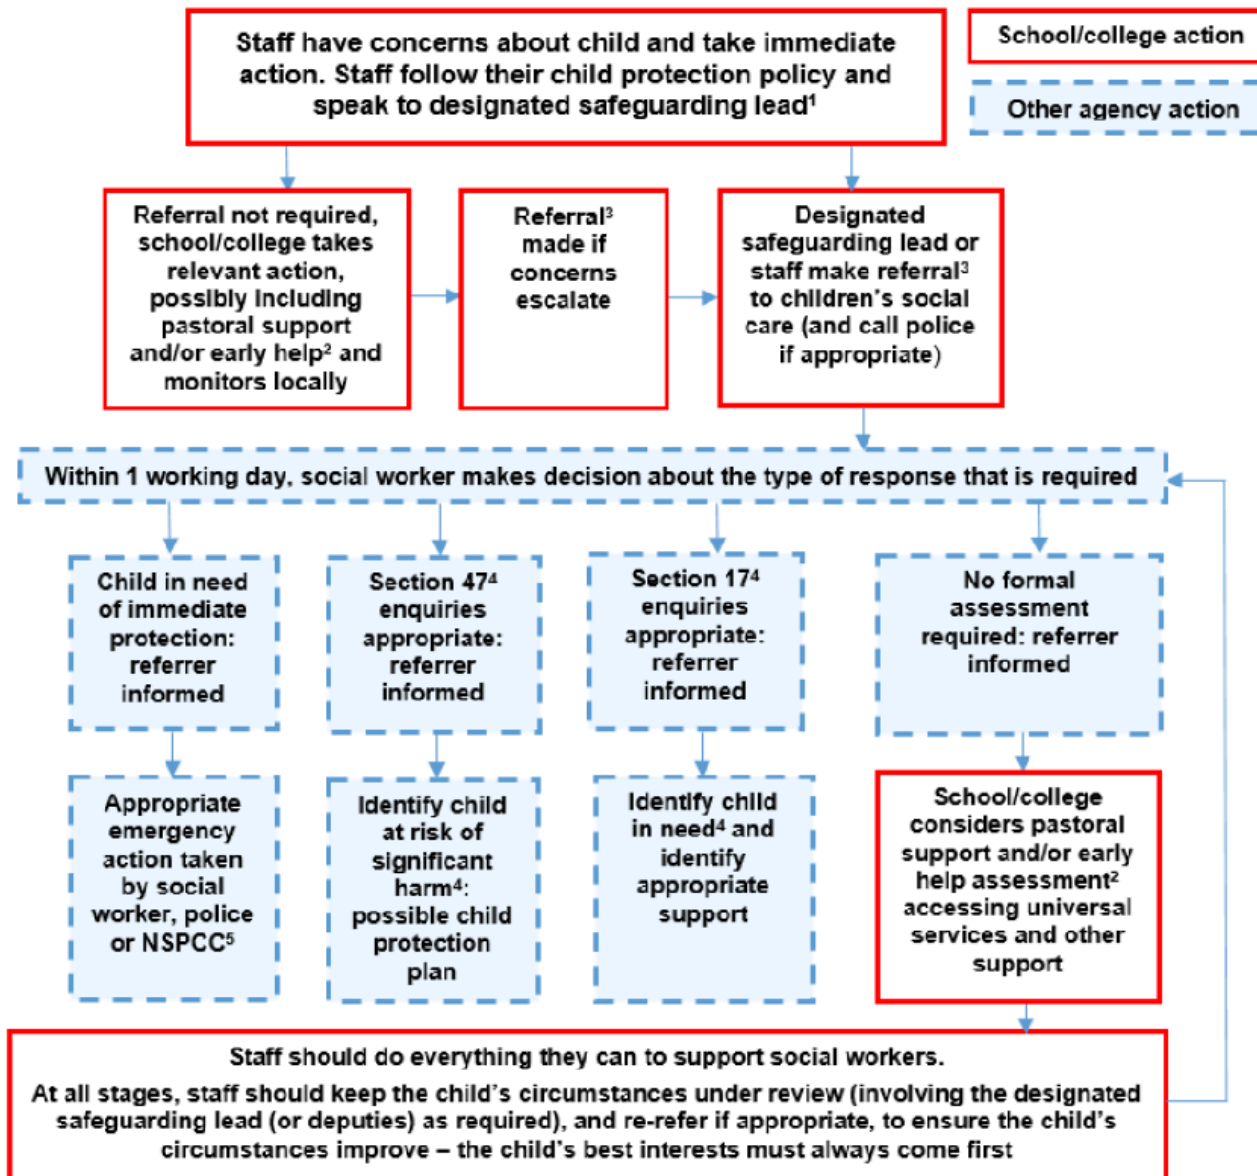 Staff have concerns about child and take immediate
action. Staff follow their child protection policy and
speak to designated safeguarding lead¹
School/college action
Other agency action
Referral not required,
school/college takes
relevant action,
possibly including
pastoral support
and/or early help² and
monitors locally
Referral³
made if
concerns
escalate
Designated
safeguarding lead or
staff make referral³
to children's social
care (and call police
if appropriate)
Within 1 working day, social worker makes decision about the type of response that is required
Child in need
of immediate
protection:
referrer
informed
Section 47⁴
enquiries
appropriate:
referrer
informed
Section 17⁴
enquiries
appropriate:
referrer
informed
No formal
assessment
required: referrer
informed
Appropriate
emergency
action taken
by social
worker, police
or NSPCC⁵
Identify child
at risk of
significant
harm⁴:
possible child
protection
plan
Identify child
in need⁴ and
identify
appropriate
support
School/college
considers pastoral
support and/or early
help assessment²
accessing universal
services and other
support
Staff should do everything they can to support social workers.
At all stages, staff should keep the child's circumstances under review (involving the designated
safeguarding lead (or deputies) as required), and re-refer if appropriate, to ensure the child's
circumstances improve – the child's best interests must always come first